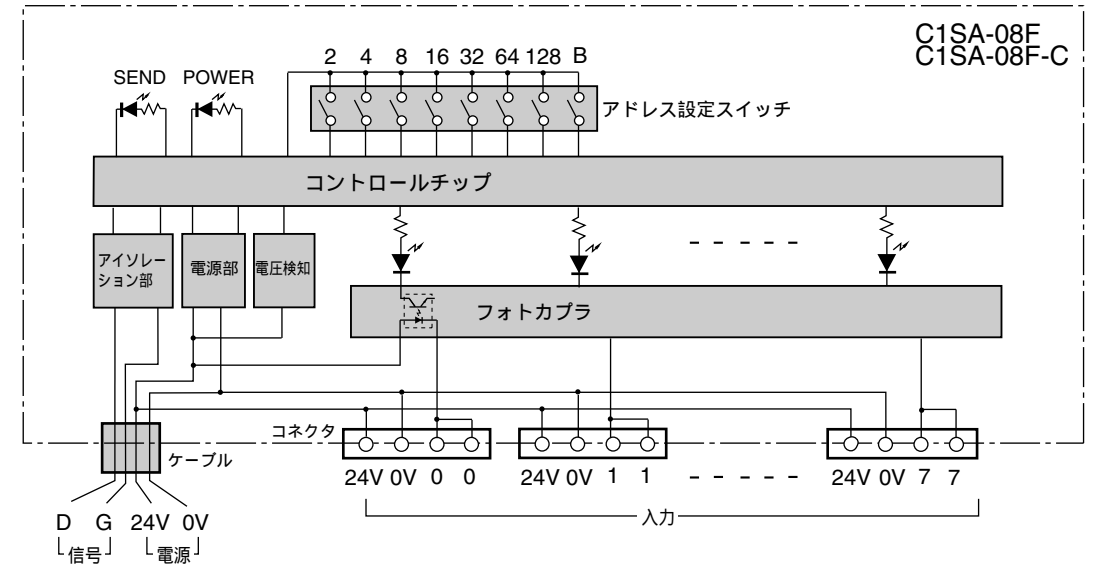 C1SA-08F
C1SA-08F-C
2 4 8 16 32 64 128 B
SEND POWER
アドレス設定スイッチ
コントロールチップ
アイソレー
ション部
電源部
電圧検知
フォトカプラ
コネクタ
ケーブル
24V 0V 0 0
24V 0V 1 1
24V 0V 7 7
入力
D G 24V 0V
信号
電源